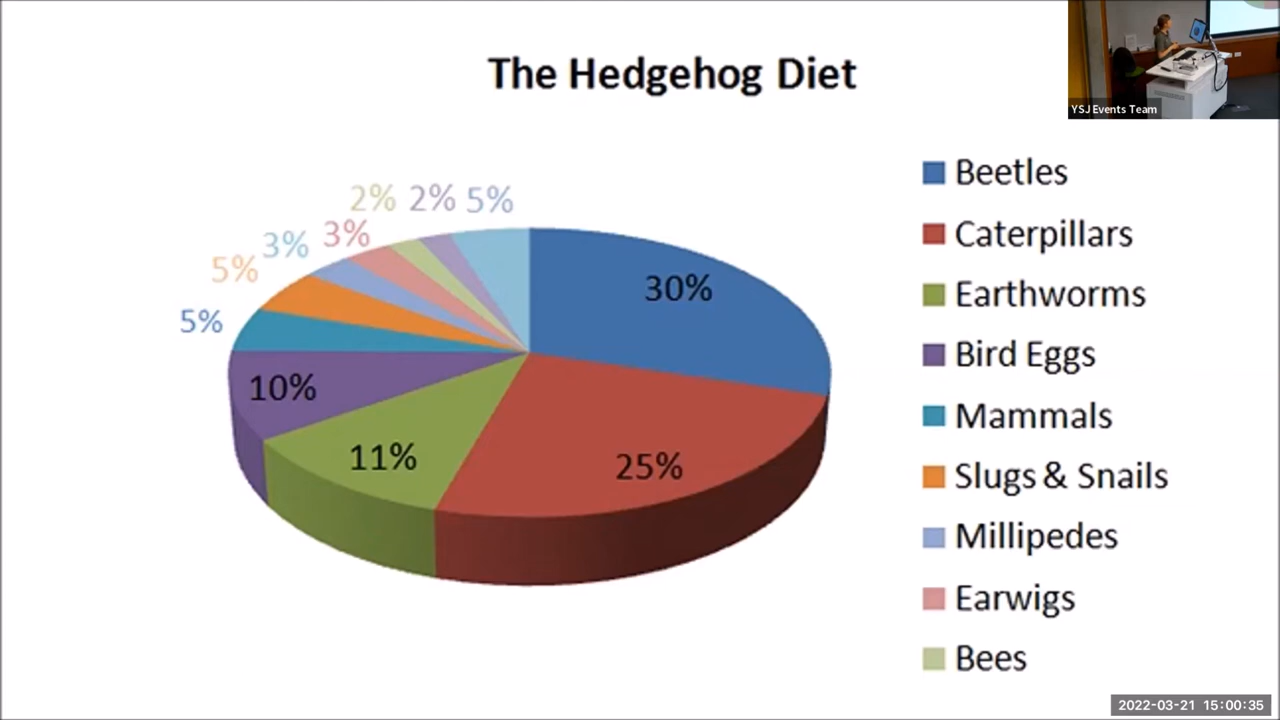 The Hedgehog Diet
YSJ Events Team
2% 2% 5%
3% 3%
5%
5%
30%
10%
11%
25%
Beetles
Caterpillars
Earthworms
Bird Eggs
Mammals
Slugs & Snails
Millipedes
Earwigs
Bees
2022-03-21 15:00:35